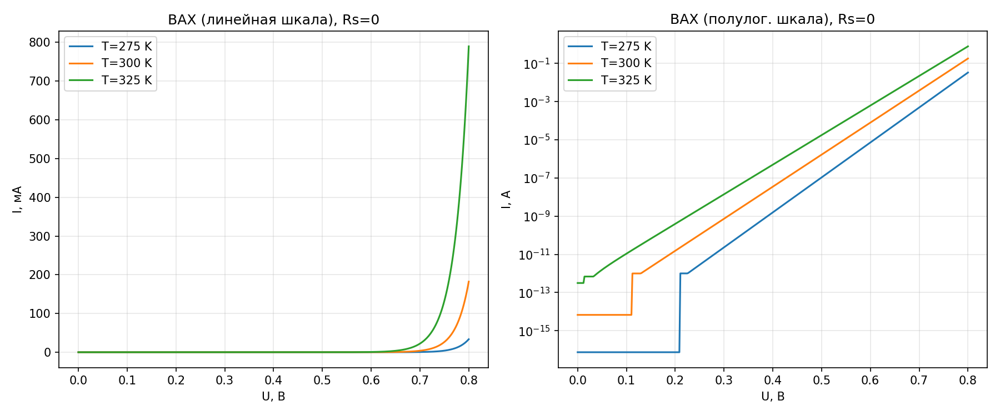 ВАХ (линейная шкала), Rs=0
T=275 K
T=300 K
T=325 K
800
700
600
500
400
300
200
100
0
I, мА
0.0 0.1 0.2 0.3 0.4 0.5 0.6 0.7 0.8
U, В
ВАХ (полулог. шкала), Rs=0
T=275 K
T=300 K
T=325 K
10⁻¹
10⁻³
10⁻⁵
10⁻⁷
10⁻⁹
10⁻¹¹
10⁻¹³
10⁻¹⁵
I, А
0.0 0.1 0.2 0.3 0.4 0.5 0.6 0.7 0.8
U, В